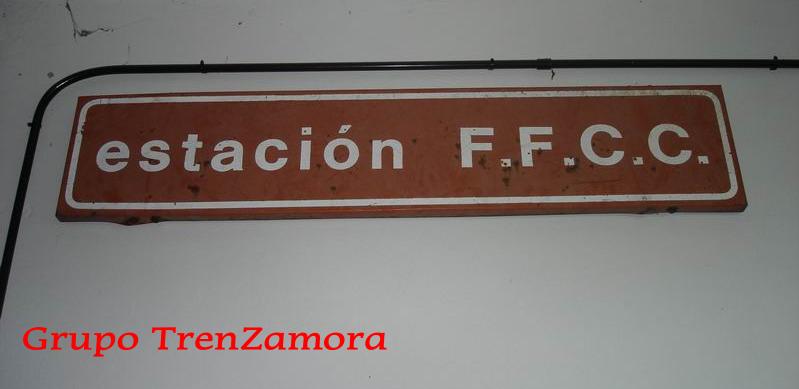 estación F.F.C.C.
Grupo TrenZamora